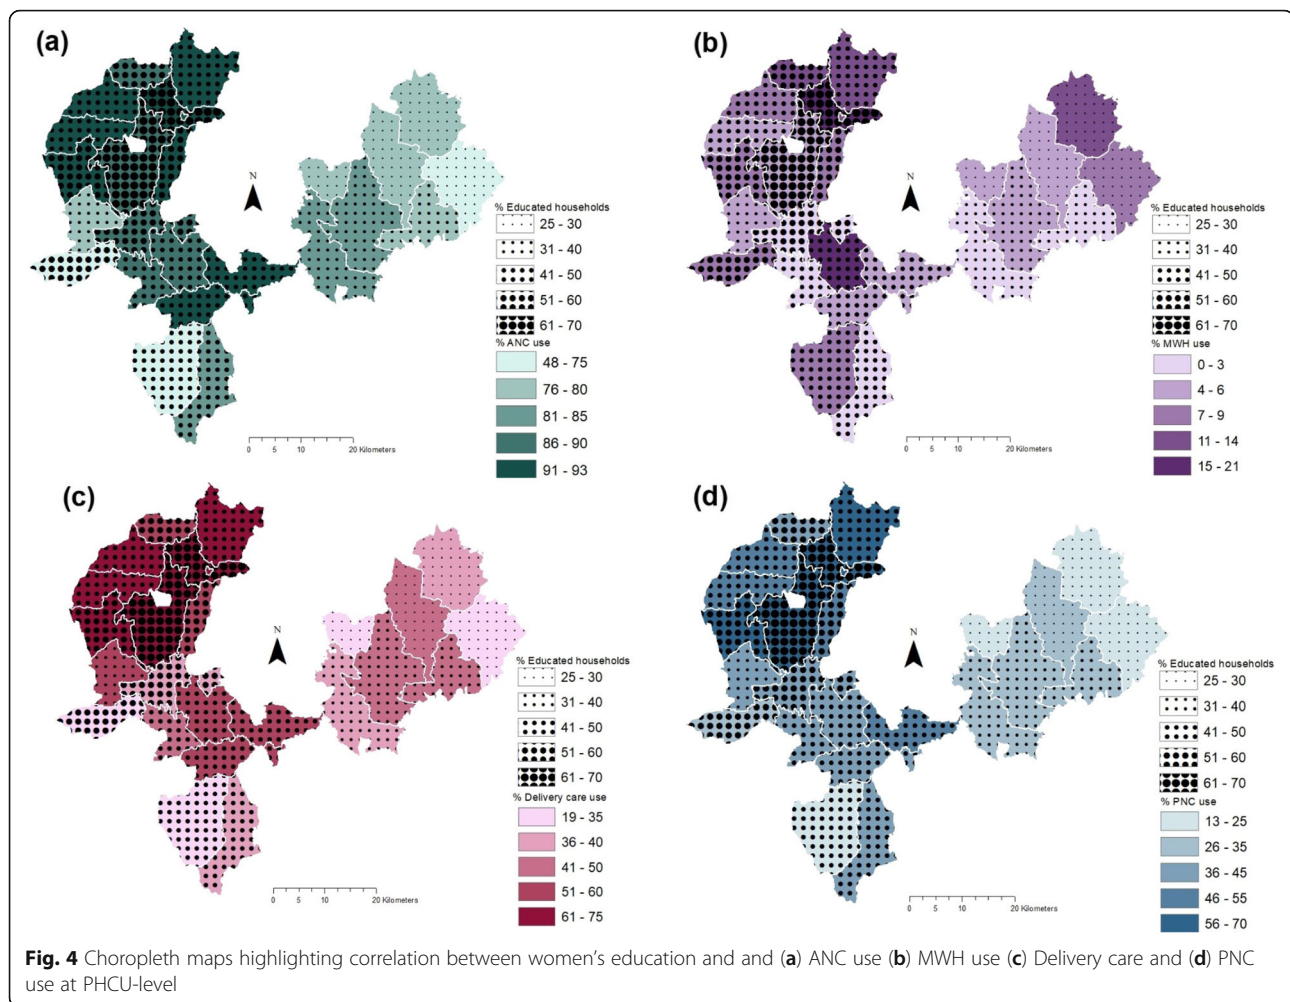 (a)
N
% Educated households
25 - 30
31 - 40
41 - 50
51 - 60
61 - 70
% ANC use
48 - 75
76 - 80
81 - 85
86 - 90
91 - 93
0 5 10 20 Kilometers
(b)
N
% Educated households
25 - 30
31 - 40
41 - 50
51 - 60
61 - 70
% MWH use
0 - 3
4 - 6
7 - 9
11 - 14
15 - 21
0 5 10 20 Kilometers
(c)
N
% Educated households
25 - 30
31 - 40
41 - 50
51 - 60
61 - 70
% Delivery care use
19 - 35
36 - 40
41 - 50
51 - 60
61 - 75
0 5 10 20 Kilometers
(d)
N
% Educated households
25 - 30
31 - 40
41 - 50
51 - 60
61 - 70
% PNC use
13 - 25
26 - 35
36 - 45
46 - 55
56 - 70
0 5 10 20 Kilometers
Fig. 4 Choropleth maps highlighting correlation between women's education and and (a) ANC use (b) MWH use (c) Delivery care and (d) PNC
use at PHCU-level